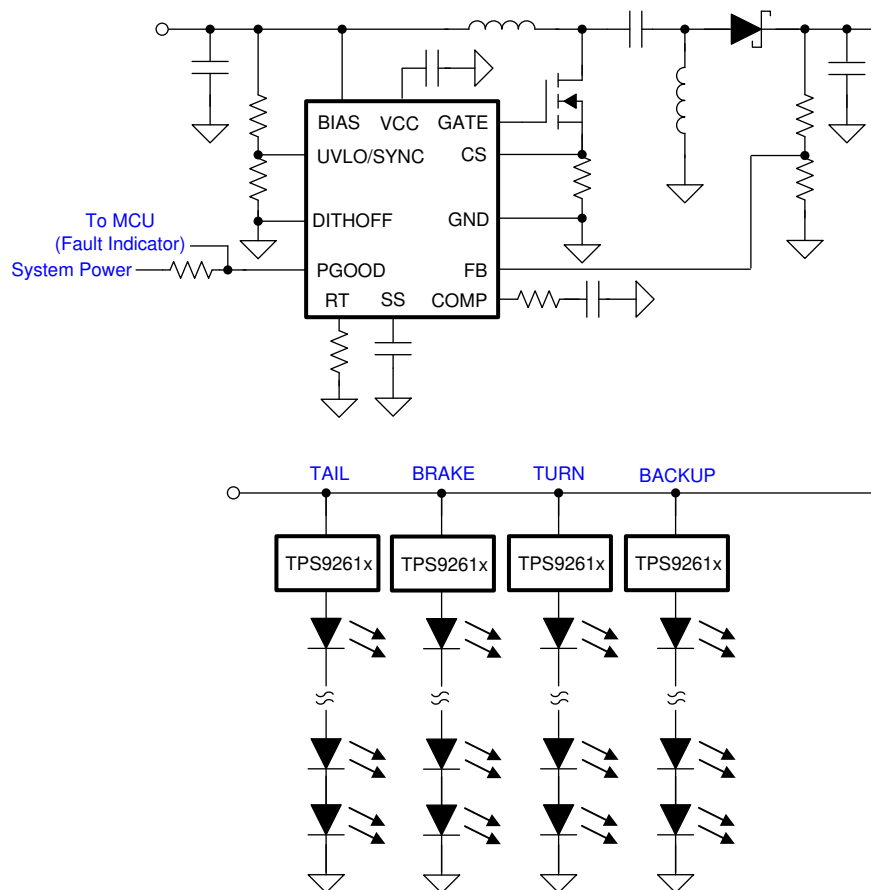 BIAS VCC GATE
UVLO/SYNC CS
DITHOFF GND
To MCU
(Fault Indicator)
System Power
PGOOD FB
RT SS COMP
TAIL BRAKE TURN BACKUP
TPS9261x TPS9261x TPS9261x TPS9261x